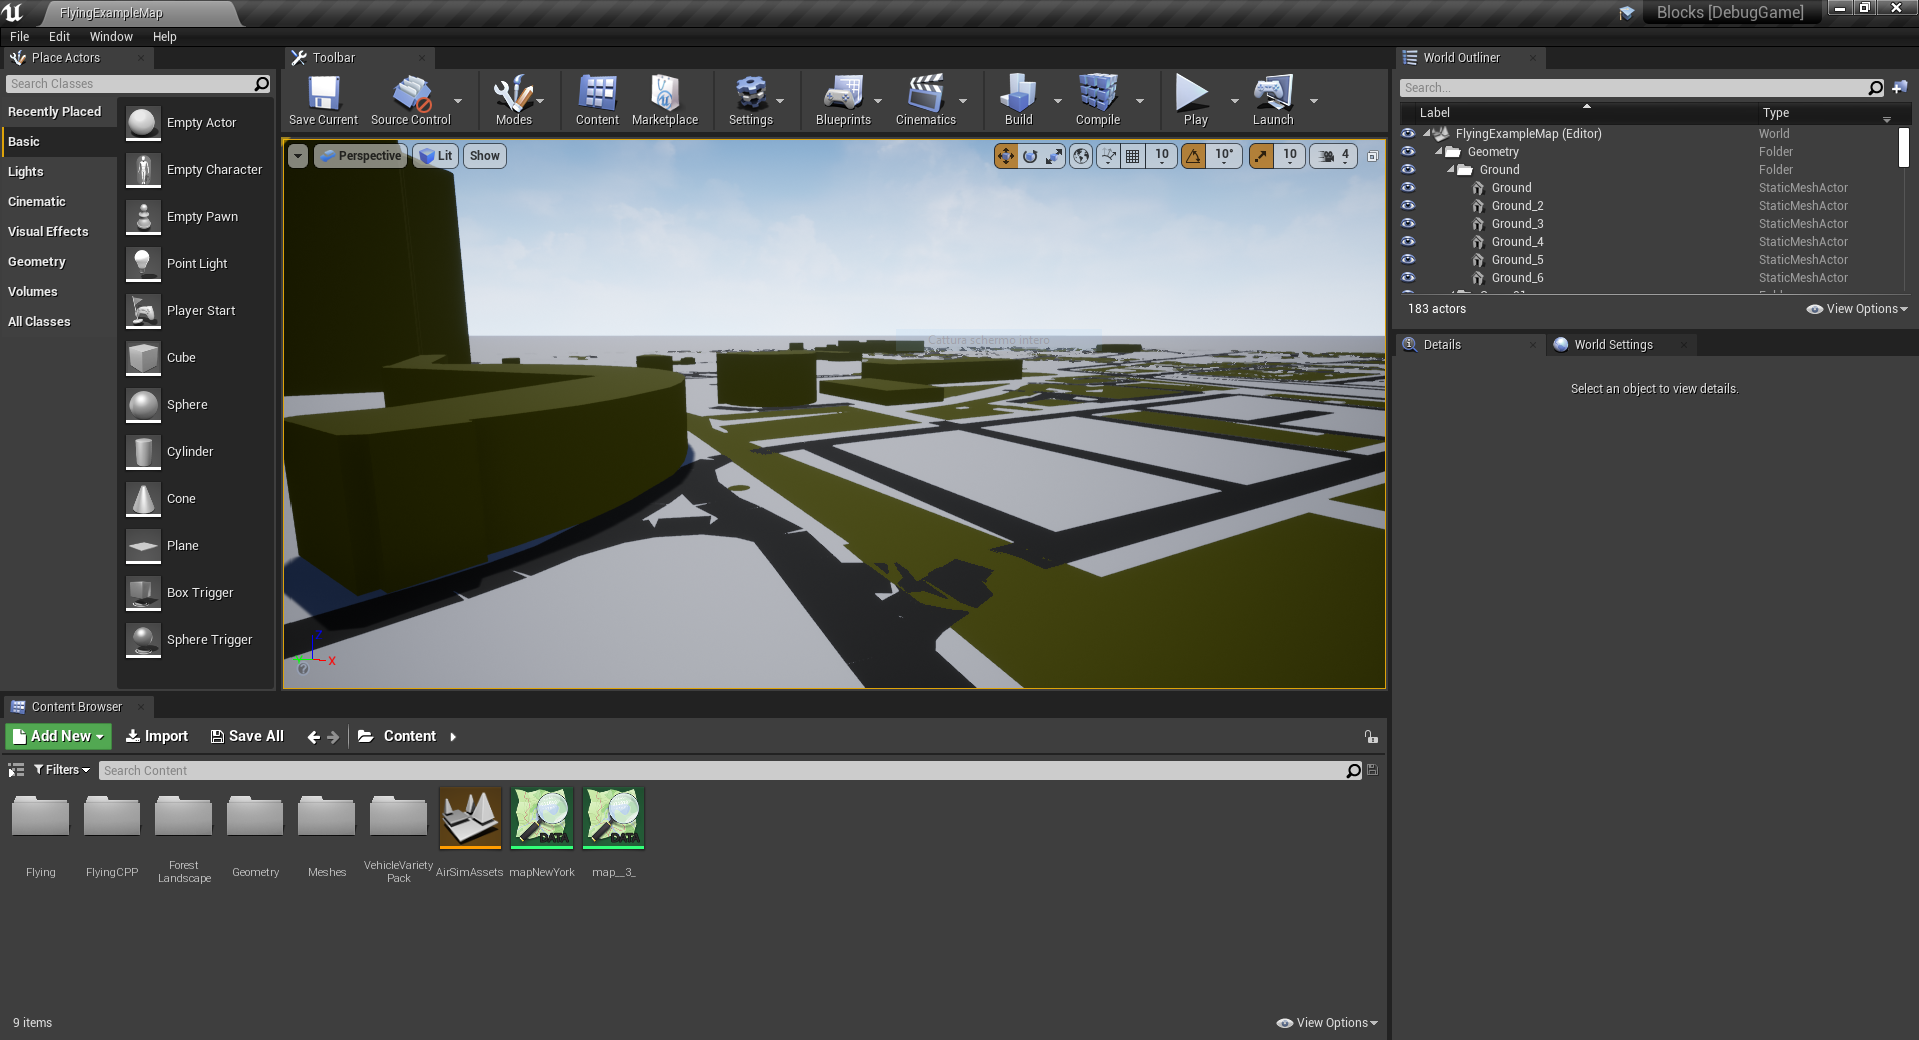 FlyingExampleMap
Blocks [DebugGame]
File Edit Window Help
Place Actors
Search Classes
Recently Placed
Basic
Lights
Cinematic
Visual Effects
Geometry
Volumes
All Classes
Empty Actor
Empty Character
Empty Pawn
Point Light
Player Start
Cube
Sphere
Cylinder
Cone
Plane
Box Trigger
Sphere Trigger
Toolbar
Save Current
Source Control
Modes
Content
Marketplace
Settings
Blueprints
Cinematics
Build
Compile
Play
Launch
Perspective
Lit
Show
10
10°
10
4
Cattura schermo intero
Z
X
World Outliner
Search...
Label Type
FlyingExampleMap (Editor) World
Geometry Folder
Ground Folder
Ground StaticMeshActor
Ground_2 StaticMeshActor
Ground_3 StaticMeshActor
Ground_4 StaticMeshActor
Ground_5 StaticMeshActor
Ground_6 StaticMeshActor
183 actors
View Options
Details
World Settings
Select an object to view details.
Content Browser
Add New
Import
Save All
Content
Filters
Search Content
DATA
DATA
Flying
FlyingCPP
Forest
Landscape
Geometry
Meshes
VehicleVariety
Pack
AirSimAssets
mapNewYork
map__3_
9 items
View Options